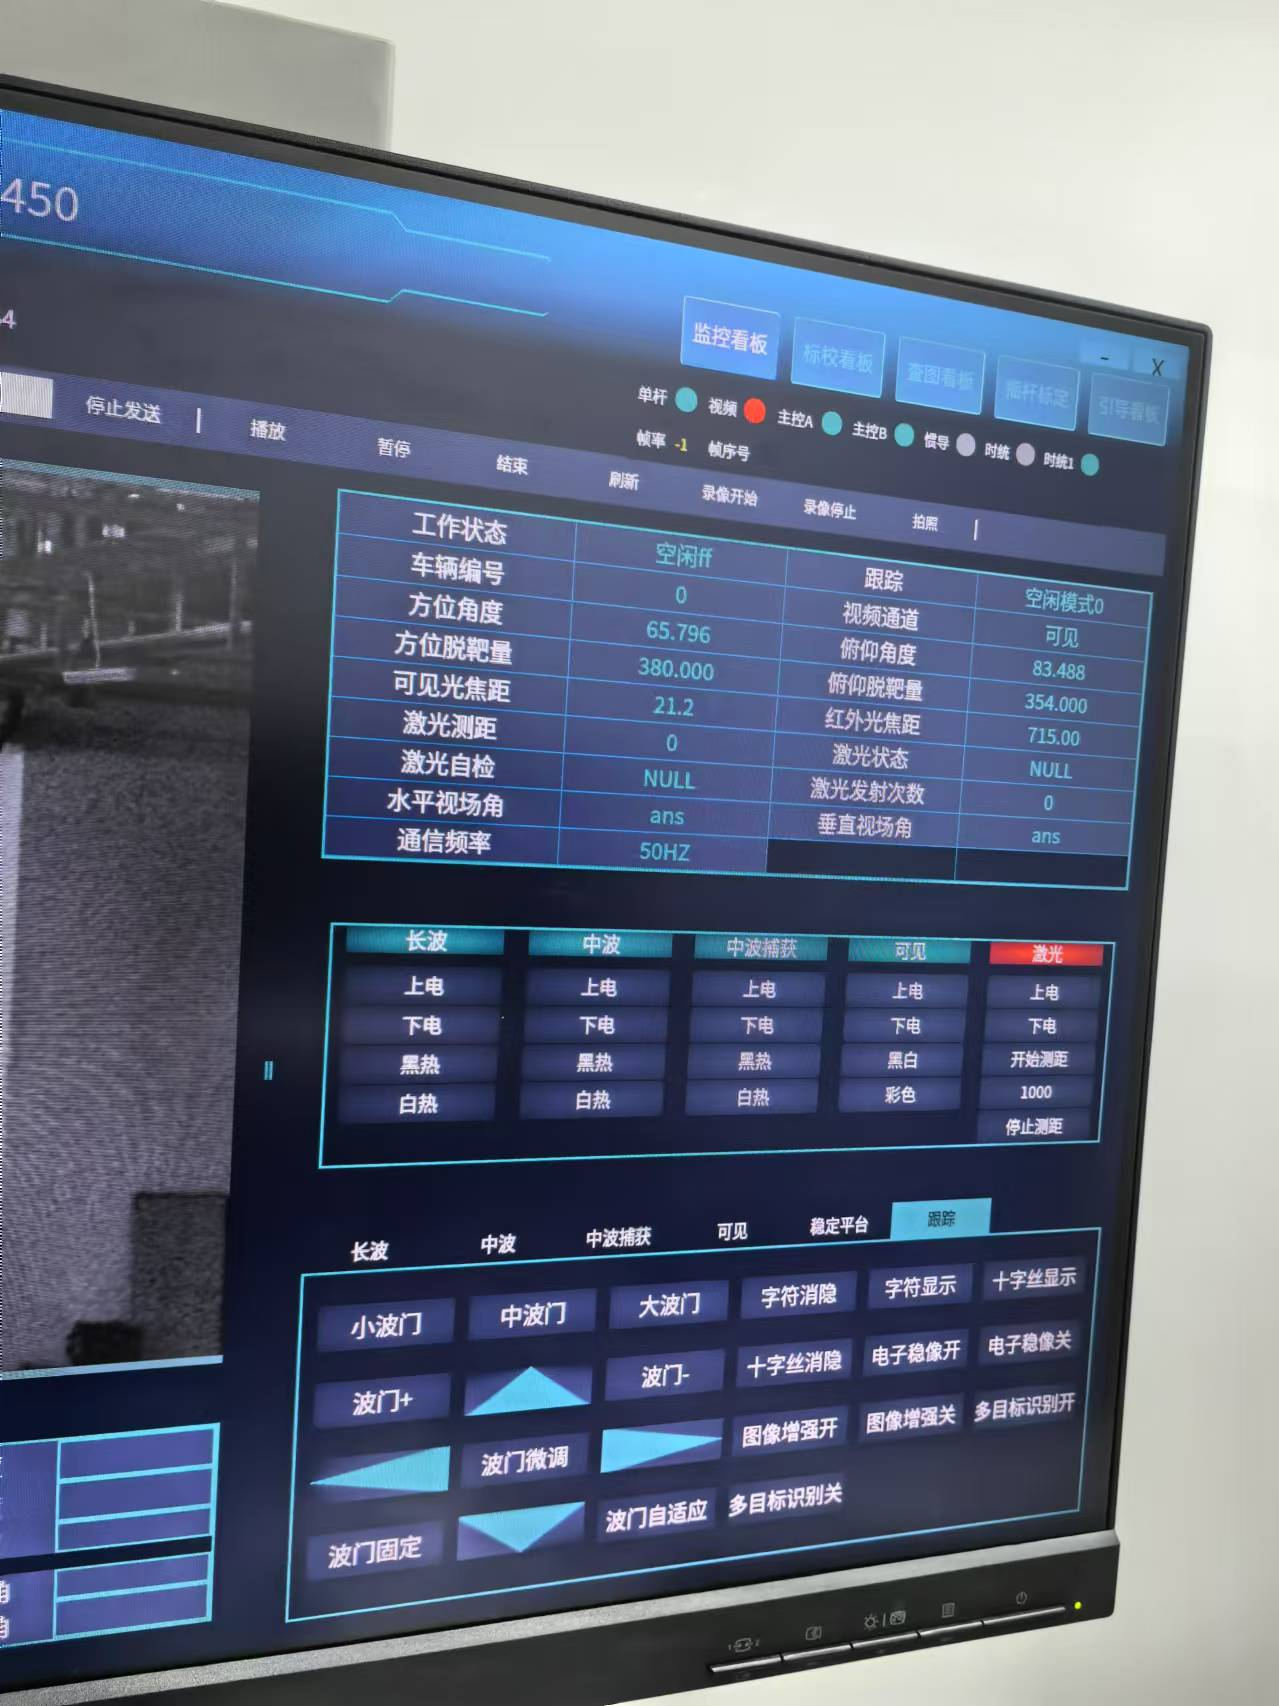 450
监控看板 标校看板 查图看板 插杆标定 引导看板 - X
单杆 视频 主控A 主控B 惯导 时统 时统1
帧率 -1 帧序号
停止发送 | 播放 暂停 结束 刷新 录像开始 录像停止 拍照 |
工作状态 空闲ff 跟踪 空闲模式0
车辆编号 0 视频通道 可见
方位角度 65.796 俯仰角度 83.488
方位脱靶量 380.000 俯仰脱靶量 354.000
可见光焦距 21.2 红外光焦距 715.00
激光测距 0 激光状态 NULL
激光自检 NULL 激光发射次数 0
水平视场角 ans 垂直视场角 ans
通信频率 50HZ
长波 中波 中波捕获 可见 激光
上电 上电 上电 上电 上电
下电 下电 下电 下电 下电
黑热 黑热 黑热 黑白 开始测距
白热 白热 白热 彩色 1000
停止测距
长波 中波 中波捕获 可见 稳定平台 跟踪
小波门 中波门 大波门 字符消隐 字符显示 十字丝显示
波门+ 波门- 十字丝消隐 电子稳像开 电子稳像关
波门微调 图像增强开 图像增强关 多目标识别开
波门固定 波门自适应 多目标识别关